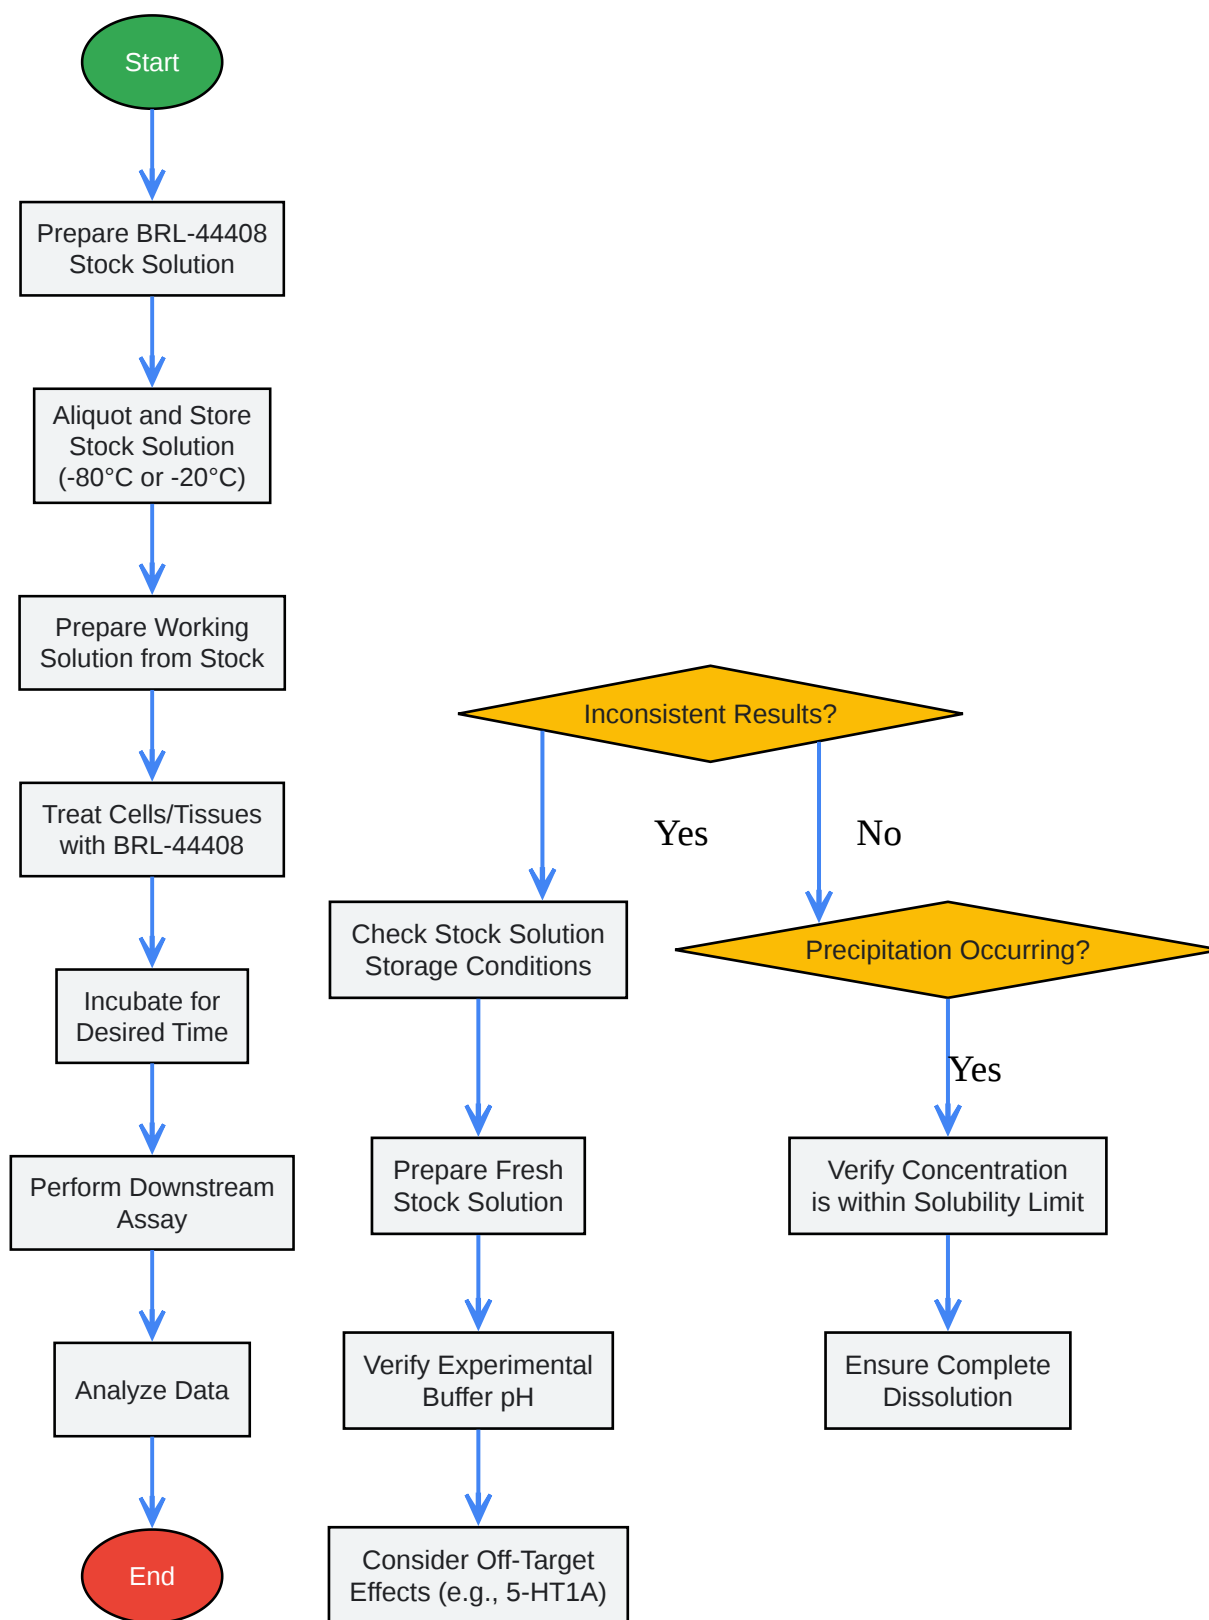 Start
Prepare BRL-44408
Stock Solution
Aliquot and Store
Stock Solution
(-80°C or -20°C)
Prepare Working
Solution from Stock
Treat Cells/Tissues
with BRL-44408
Incubate for
Desired Time
Perform Downstream
Assay
Analyze Data
End
Inconsistent Results?
Yes
No
Check Stock Solution
Storage Conditions
Prepare Fresh
Stock Solution
Verify Experimental
Buffer pH
Consider Off-Target
Effects (e.g., 5-HT1A)
Precipitation Occurring?
Yes
Verify Concentration
is within Solubility Limit
Ensure Complete
Dissolution